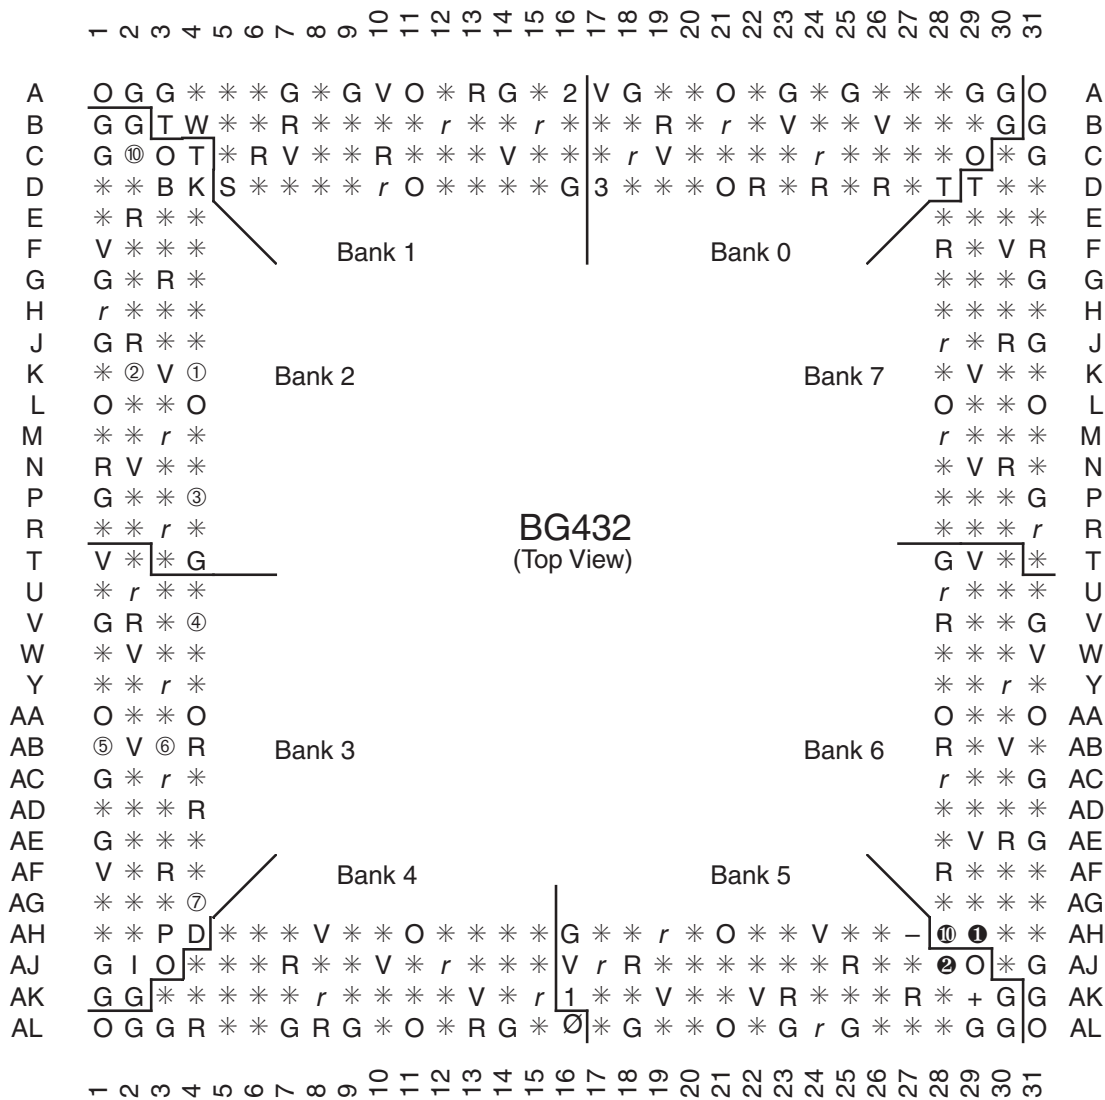 1 2 3 4 5 6 7 8 9 10 11 12 13 14 15 16 17 18 19 20 21 22 23 24 25 26 27 28 29 30 31
A O G G ✳ ✳ ✳ G ✳ G V O ✳ R G ✳ 2 V G ✳ ✳ O ✳ G ✳ G ✳ ✳ ✳ G G O A
B G G T W ✳ ✳ R ✳ ✳ ✳ ✳ r ✳ ✳ r ✳ ✳ ✳ R ✳ r ✳ V ✳ ✳ V ✳ ✳ ✳ G G B
C G ⑩ O T ✳ R V ✳ ✳ R ✳ ✳ ✳ V ✳ ✳ ✳ r V ✳ ✳ ✳ ✳ r ✳ ✳ ✳ ✳ O ✳ G C
D ✳ ✳ B K S ✳ ✳ ✳ ✳ r O ✳ ✳ ✳ ✳ G 3 ✳ ✳ ✳ O R ✳ R ✳ R ✳ T T ✳ ✳ D
E ✳ R ✳ ✳ ✳ ✳ ✳ ✳ E
F V ✳ ✳ ✳ Bank 1 Bank 0 R ✳ V R F
G G ✳ R ✳ ✳ ✳ ✳ G G
H r ✳ ✳ ✳ ✳ ✳ ✳ ✳ H
J G R ✳ ✳ r ✳ R G J
K ✳ ② V ① Bank 2 Bank 7 ✳ V ✳ ✳ K
L O ✳ ✳ O O ✳ ✳ O L
M ✳ ✳ r ✳ r ✳ ✳ ✳ M
N R V ✳ ✳ ✳ V R ✳ N
P G ✳ ✳ ③ ✳ ✳ ✳ G P
R ✳ ✳ r ✳ BG432 ✳ ✳ ✳ r R
T V ✳ ✳ G (Top View) G V ✳ ✳ T
U ✳ r ✳ ✳ r ✳ ✳ ✳ U
V G R ✳ ④ R ✳ ✳ G V
W ✳ V ✳ ✳ ✳ ✳ ✳ V W
Y ✳ ✳ r ✳ ✳ ✳ r ✳ Y
AA O ✳ ✳ O O ✳ ✳ O AA
AB ⑤ V ⑥ R Bank 3 Bank 6 R ✳ V ✳ AB
AC G ✳ r ✳ r ✳ ✳ G AC
AD ✳ ✳ ✳ R ✳ ✳ ✳ ✳ AD
AE G ✳ ✳ ✳ ✳ V R G AE
AF V ✳ R ✳ Bank 4 Bank 5 R ✳ ✳ ✳ AF
AG ✳ ✳ ✳ ⑦ ✳ ✳ ✳ ✳ AG
AH ✳ ✳ P D ✳ ✳ ✳ V ✳ ✳ O ✳ ✳ ✳ ✳ G ✳ ✳ r ✳ O ✳ ✳ V ✳ ✳ – ❿ ❶ ✳ ✳ AH
AJ G I O ✳ ✳ ✳ R ✳ ✳ V ✳ r ✳ ✳ ✳ V r R ✳ ✳ ✳ ✳ ✳ ✳ R ✳ ✳ ❷ O ✳ G AJ
AK G G ✳ ✳ ✳ ✳ ✳ r ✳ ✳ ✳ ✳ V ✳ r 1 ✳ ✳ V ✳ ✳ V R ✳ ✳ ✳ R ✳ + G G AK
AL O G G R ✳ ✳ G R G ✳ O ✳ R G ✳ Ø ✳ G ✳ ✳ O ✳ G r G ✳ ✳ ✳ G G O AL
1 2 3 4 5 6 7 8 9 10 11 12 13 14 15 16 17 18 19 20 21 22 23 24 25 26 27 28 29 30 31